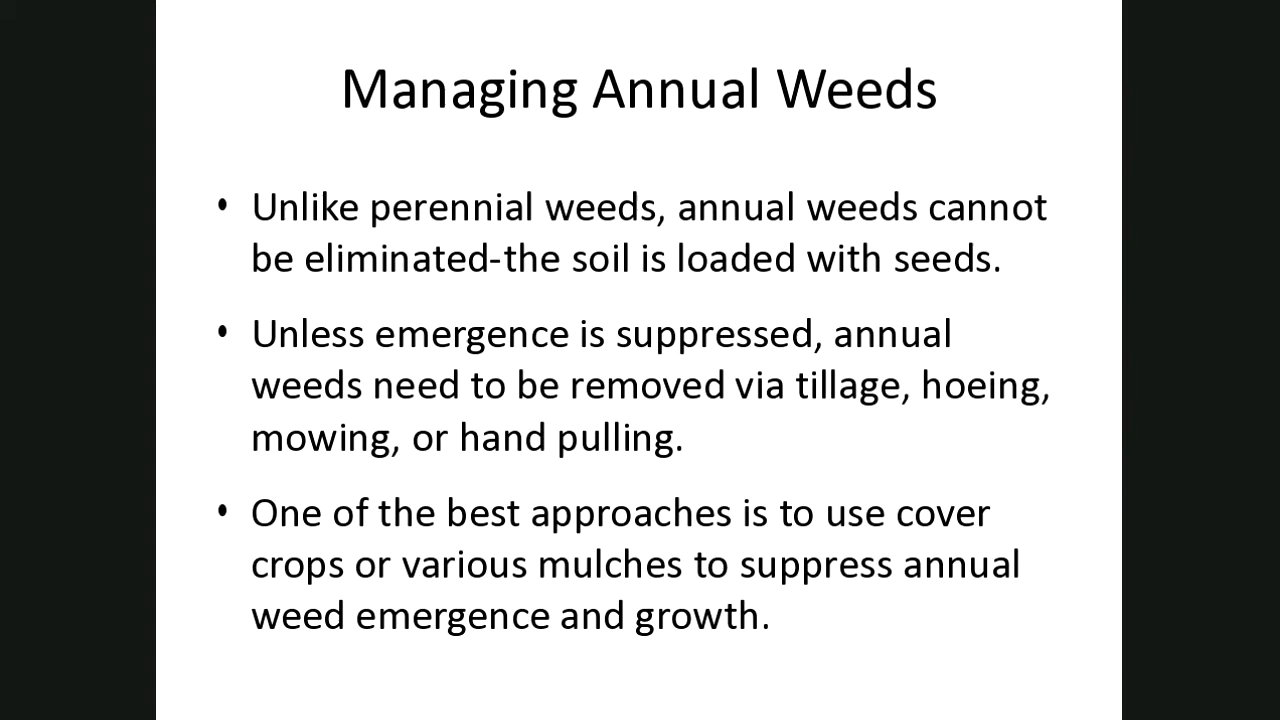 Managing Annual Weeds
• Unlike perennial weeds, annual weeds cannot
be eliminated-the soil is loaded with seeds.
• Unless emergence is suppressed, annual
weeds need to be removed via tillage, hoeing,
mowing, or hand pulling.
• One of the best approaches is to use cover
crops or various mulches to suppress annual
weed emergence and growth.